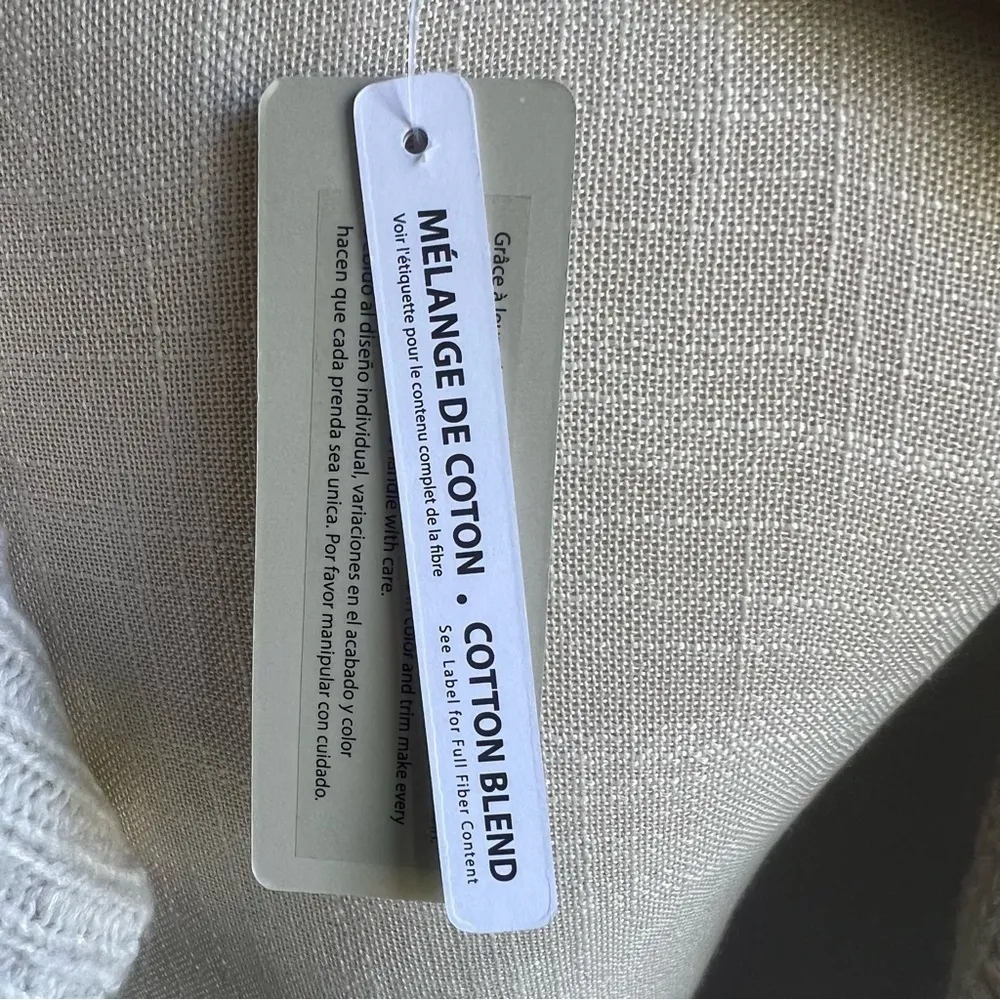 MÉLANGE DE COTON • COTTON BLEND
Voir l'étiquette pour le contenu complet de la fibre See Label for Full Fiber Content
Grâce à
color and trim make every
handle with care.
al diseño individual, variaciones en el acabado y color
hacen que cada prenda sea unica. Por favor manipular con cuidado.